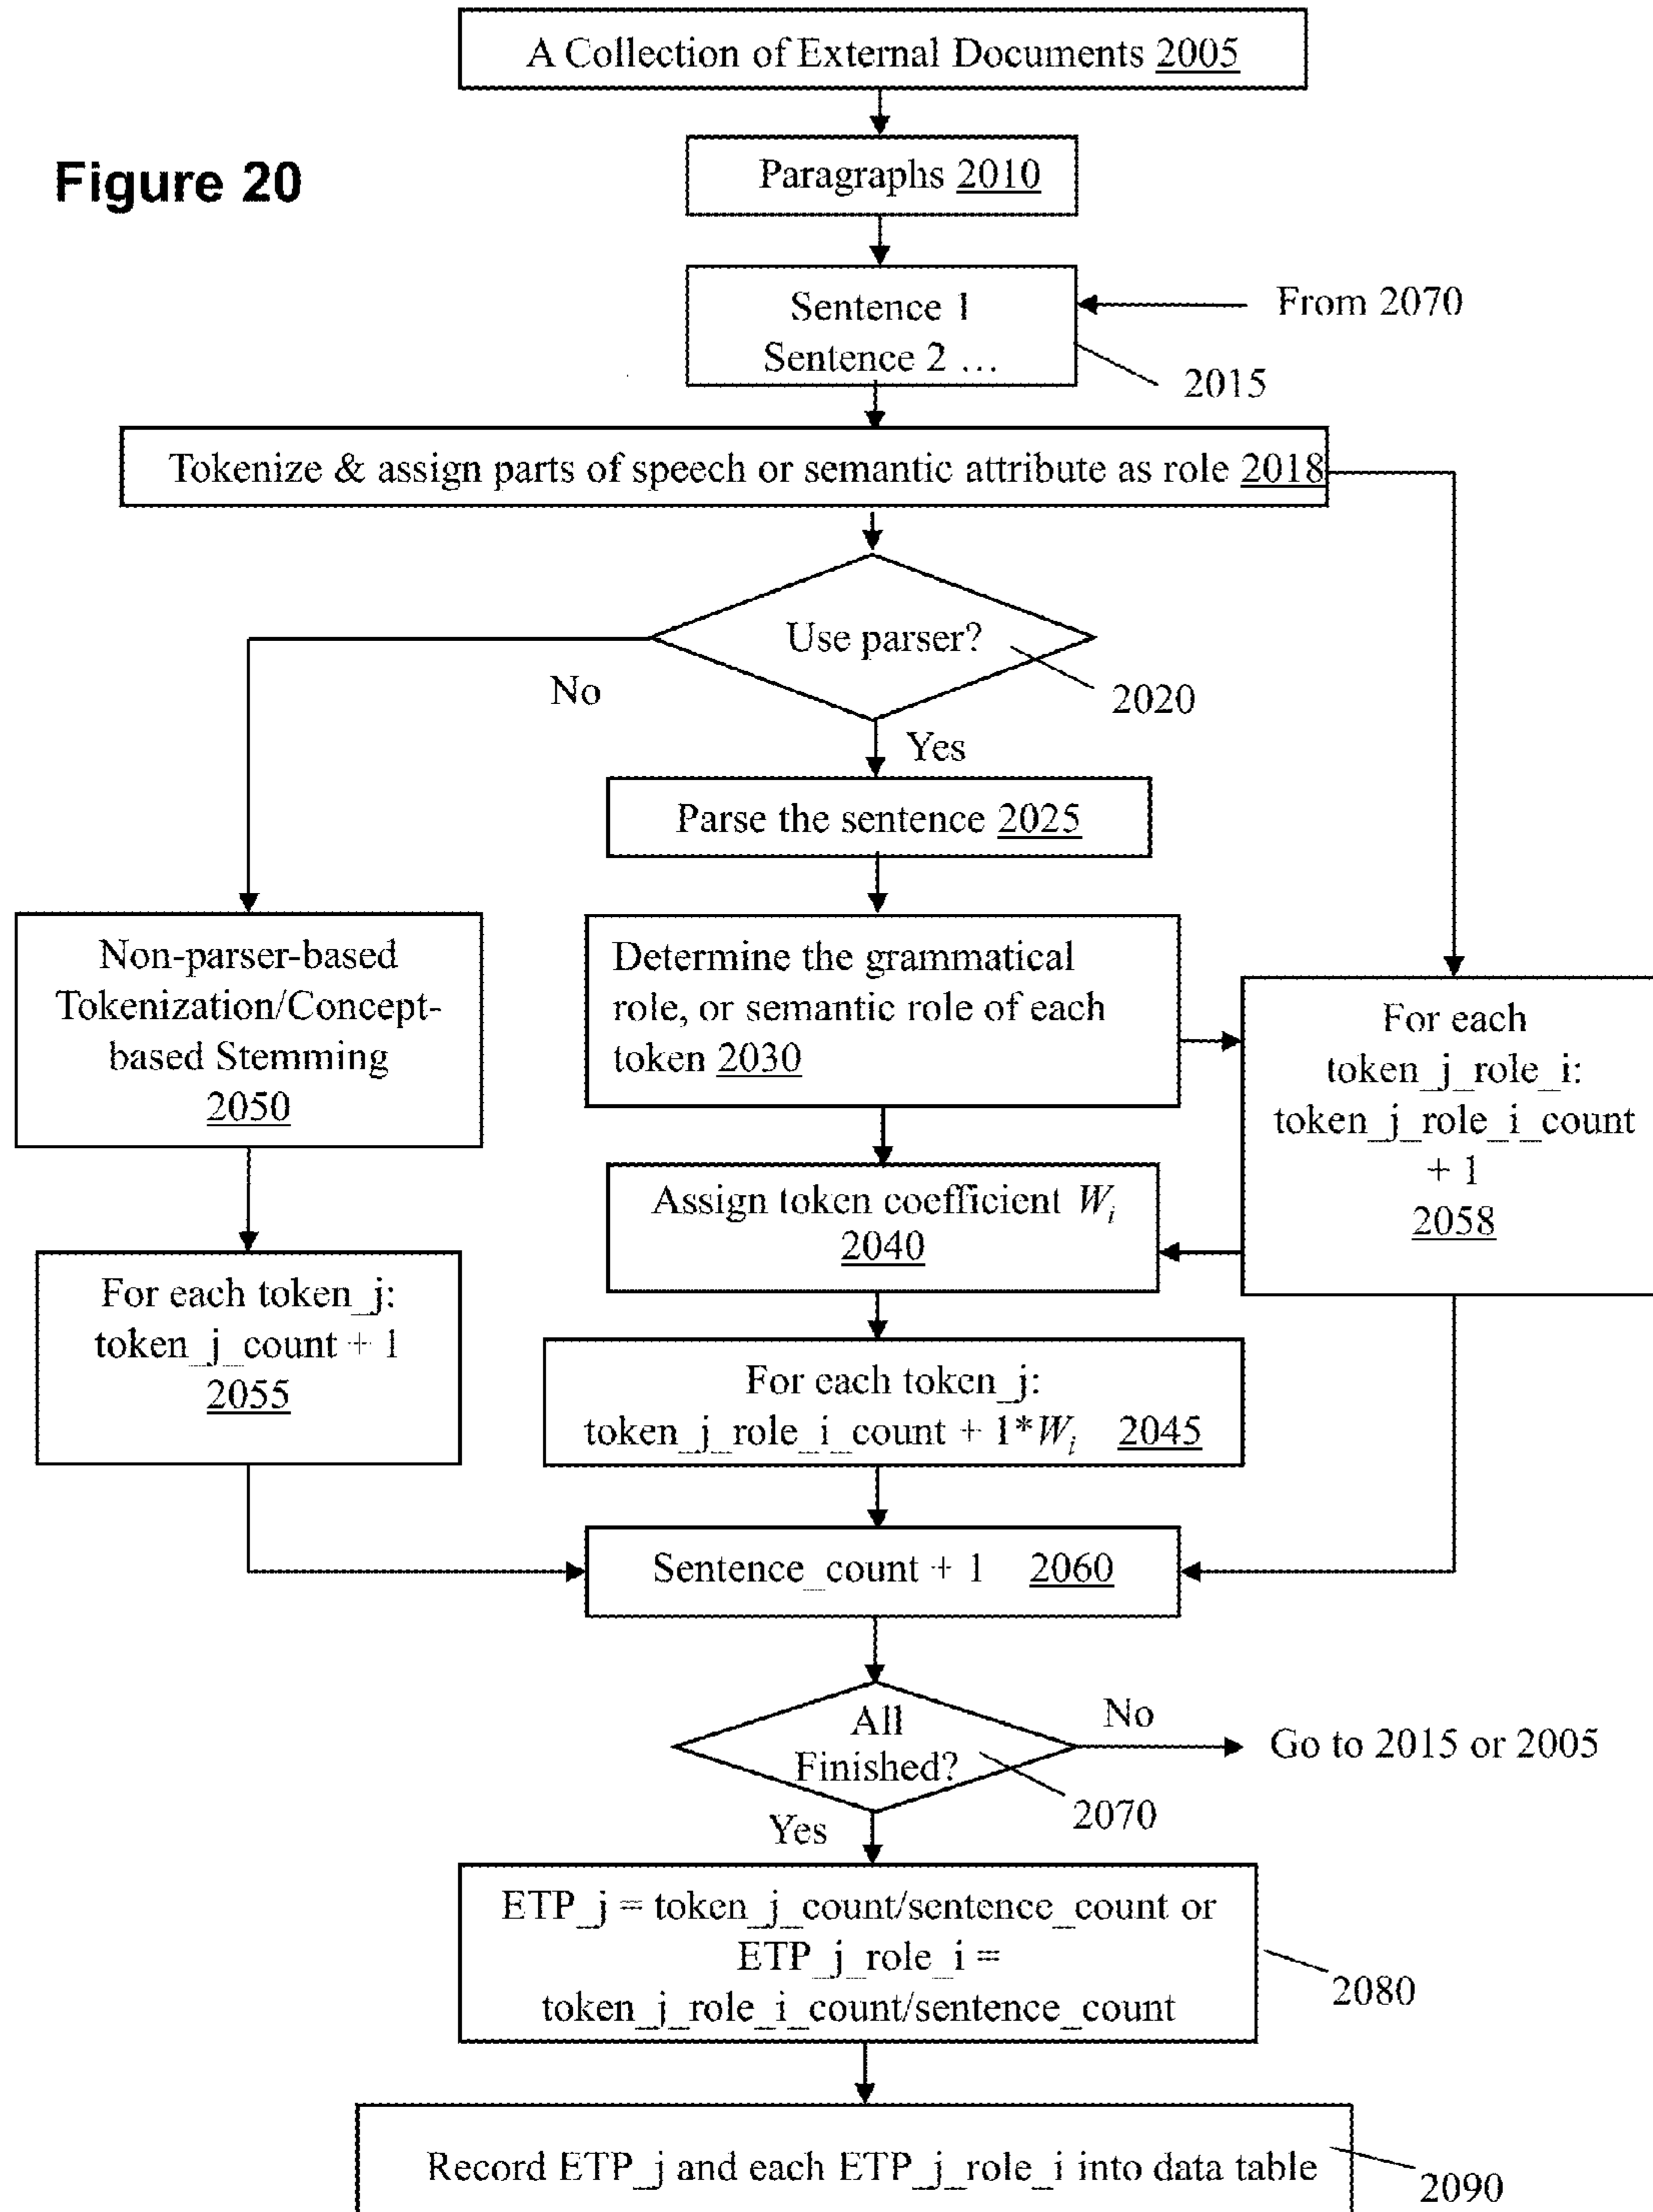 A Collection of External Documents 2005
Figure 20
Paragraphs 2010
Sentence 1
From 2070
Sentence 2 ...
2015
Tokenize & assign parts of speech or semantic attribute as role 2018
Use parser?
No
2020
Yes
Parse the sentence 2025
Non-parser-based
Tokenization/Concept-
based Stemming
2050
Determine the grammatical
role, or semantic role of each
token 2030
For each
token_j_role_i:
token_j_role_i_count
+ 1
2058
Assign token coefficient Wi
2040
For each token_j:
token_j_count + 1
2055
For each token_j:
token_j_role_i_count + 1*Wi 2045
Sentence_count + 1 2060
All
Finished?
No
Go to 2015 or 2005
2070
Yes
ETP_j = token_j_count/sentence_count or
ETP_j_role_i =
token_j_role_i_count/sentence_count
2080
Record ETP_j and each ETP_j_role_i into data table
2090